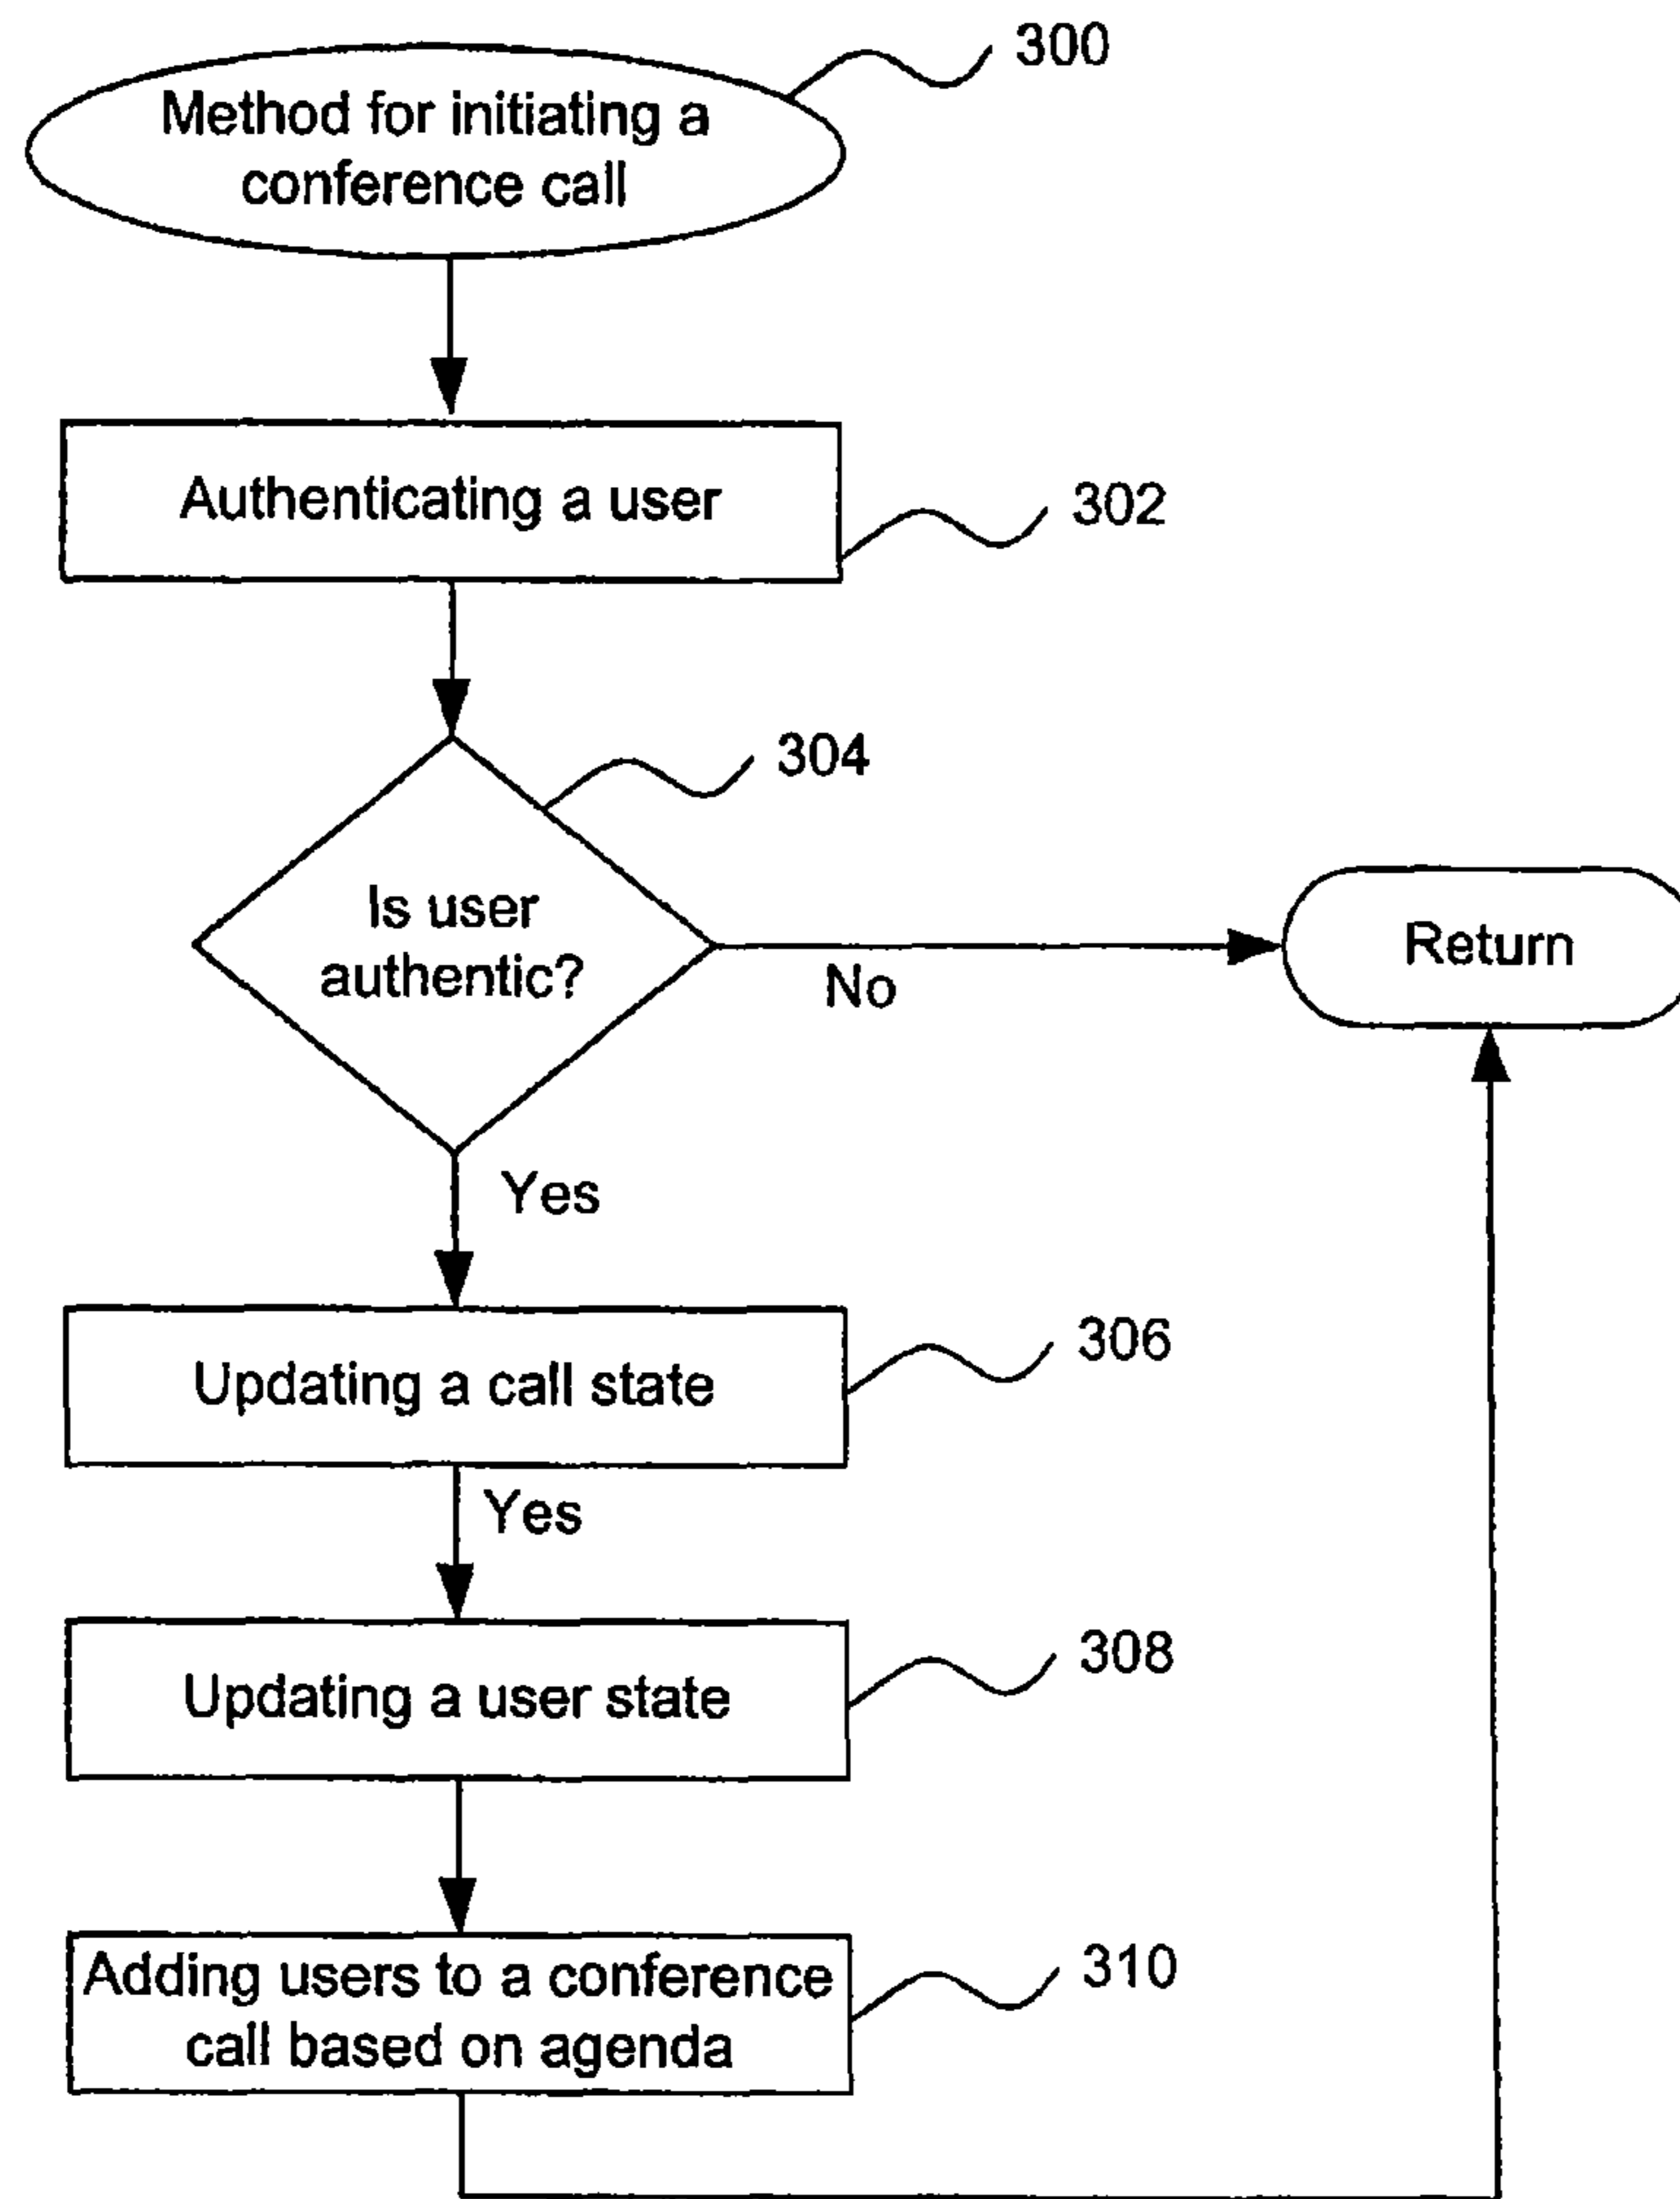 300
Method for initiating a
conference call
Authenticating a user
302
304
Is user
authentic?
No
Return
Yes
306
Updating a call state
Yes
308
Updating a user state
310
Adding users to a conference
call based on agenda